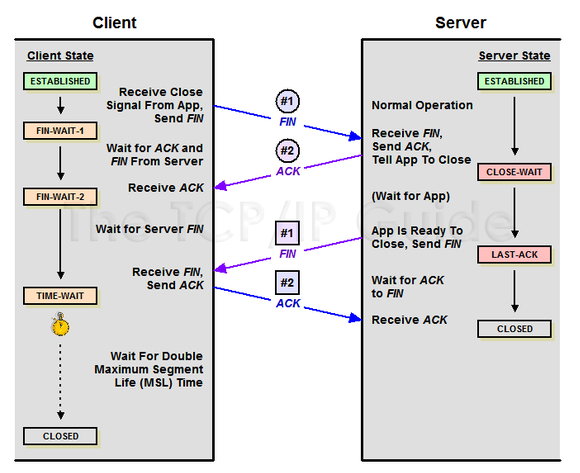 Client
Server
Client State
Server State
ESTABLISHED
ESTABLISHED
Receive Close
Signal From App,
Send FIN
#1
FIN
Normal Operation
FIN-WAIT-1
Receive FIN,
Send ACK,
Tell App To Close
Wait for ACK and
FIN From Server
#2
ACK
CLOSE-WAIT
Receive ACK
FIN-WAIT-2
(Wait for App)
The TCP/IP Guide
Wait for Server FIN
#1
FIN
App Is Ready To
Close, Send FIN
LAST-ACK
Receive FIN,
Send ACK
#2
ACK
Wait for ACK
to FIN
TIME-WAIT
Receive ACK
CLOSED
Wait For Double
Maximum Segment
Life (MSL) Time
CLOSED